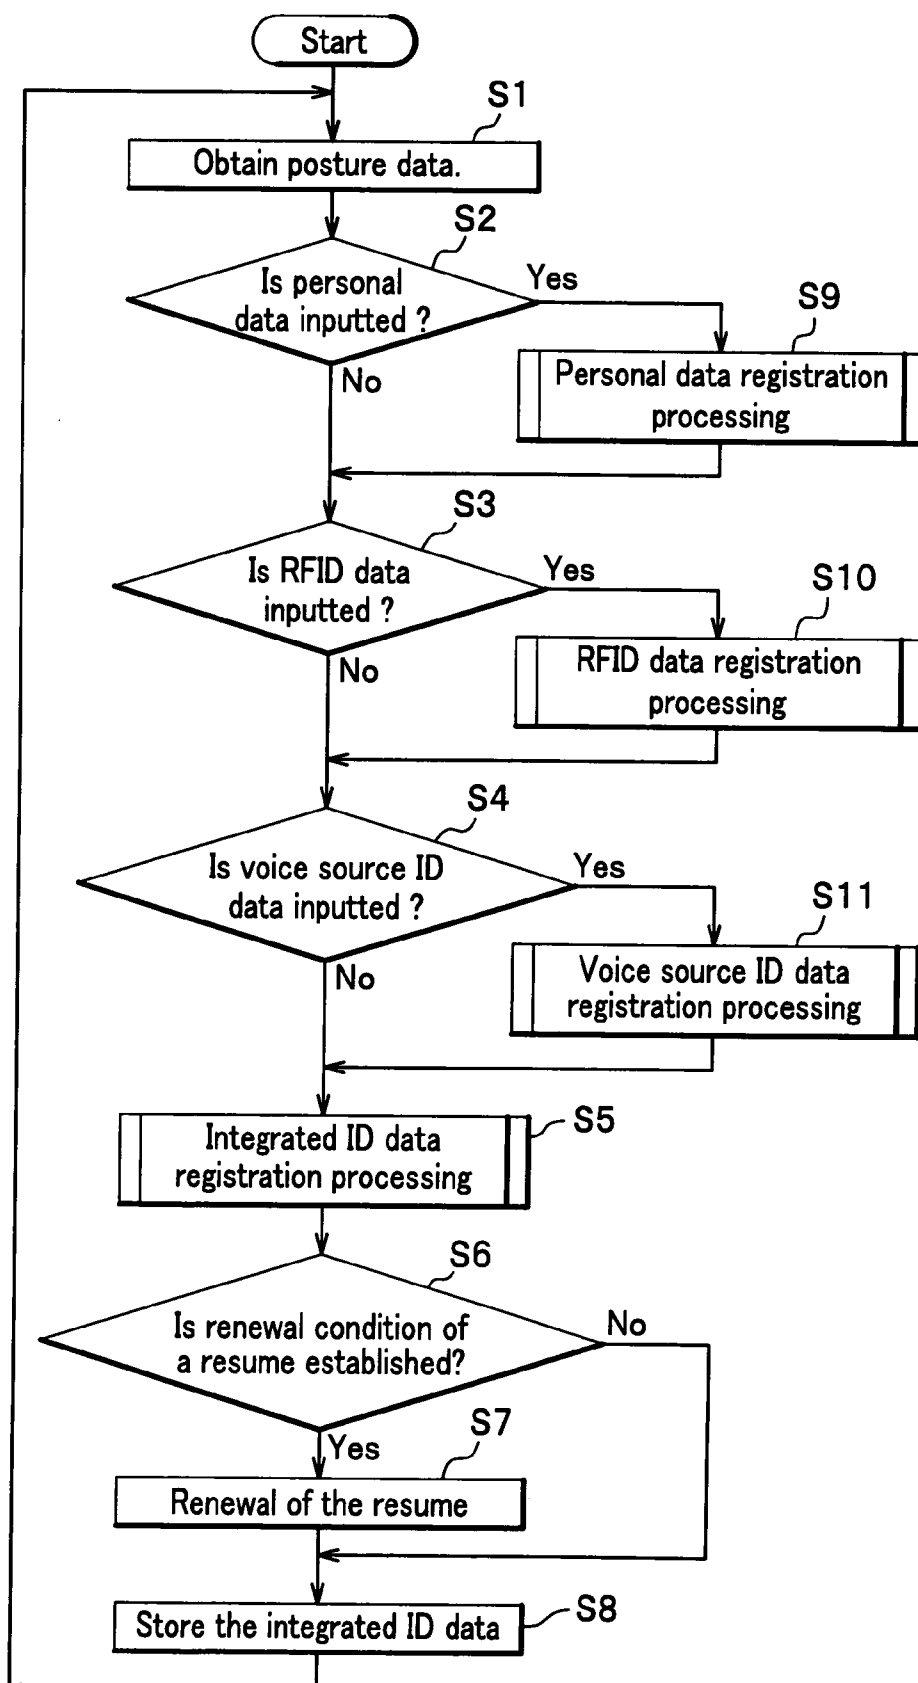 Start
S1
Obtain posture data.
S2
Is personal
data inputted ?
Yes
No
S9
Personal data registration
processing
S3
Is RFID data
inputted ?
Yes
No
S10
RFID data registration
processing
S4
Is voice source ID
data inputted ?
Yes
No
S11
Voice source ID data
registration processing
S5
Integrated ID data
registration processing
S6
Is renewal condition of
a resume established?
No
Yes
S7
Renewal of the resume
S8
Store the integrated ID data